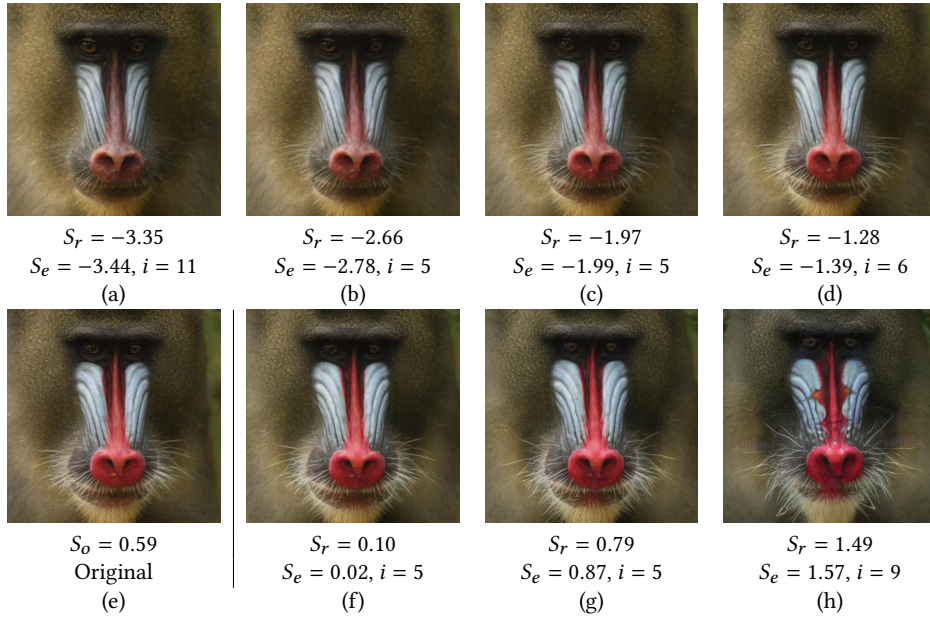 S_r = −3.35
S_e = −3.44, i = 11
(a)
S_r = −2.66
S_e = −2.78, i = 5
(b)
S_r = −1.97
S_e = −1.99, i = 5
(c)
S_r = −1.28
S_e = −1.39, i = 6
(d)
S_o = 0.59
Original
(e)
S_r = 0.10
S_e = 0.02, i = 5
(f)
S_r = 0.79
S_e = 0.87, i = 5
(g)
S_r = 1.49
S_e = 1.57, i = 9
(h)